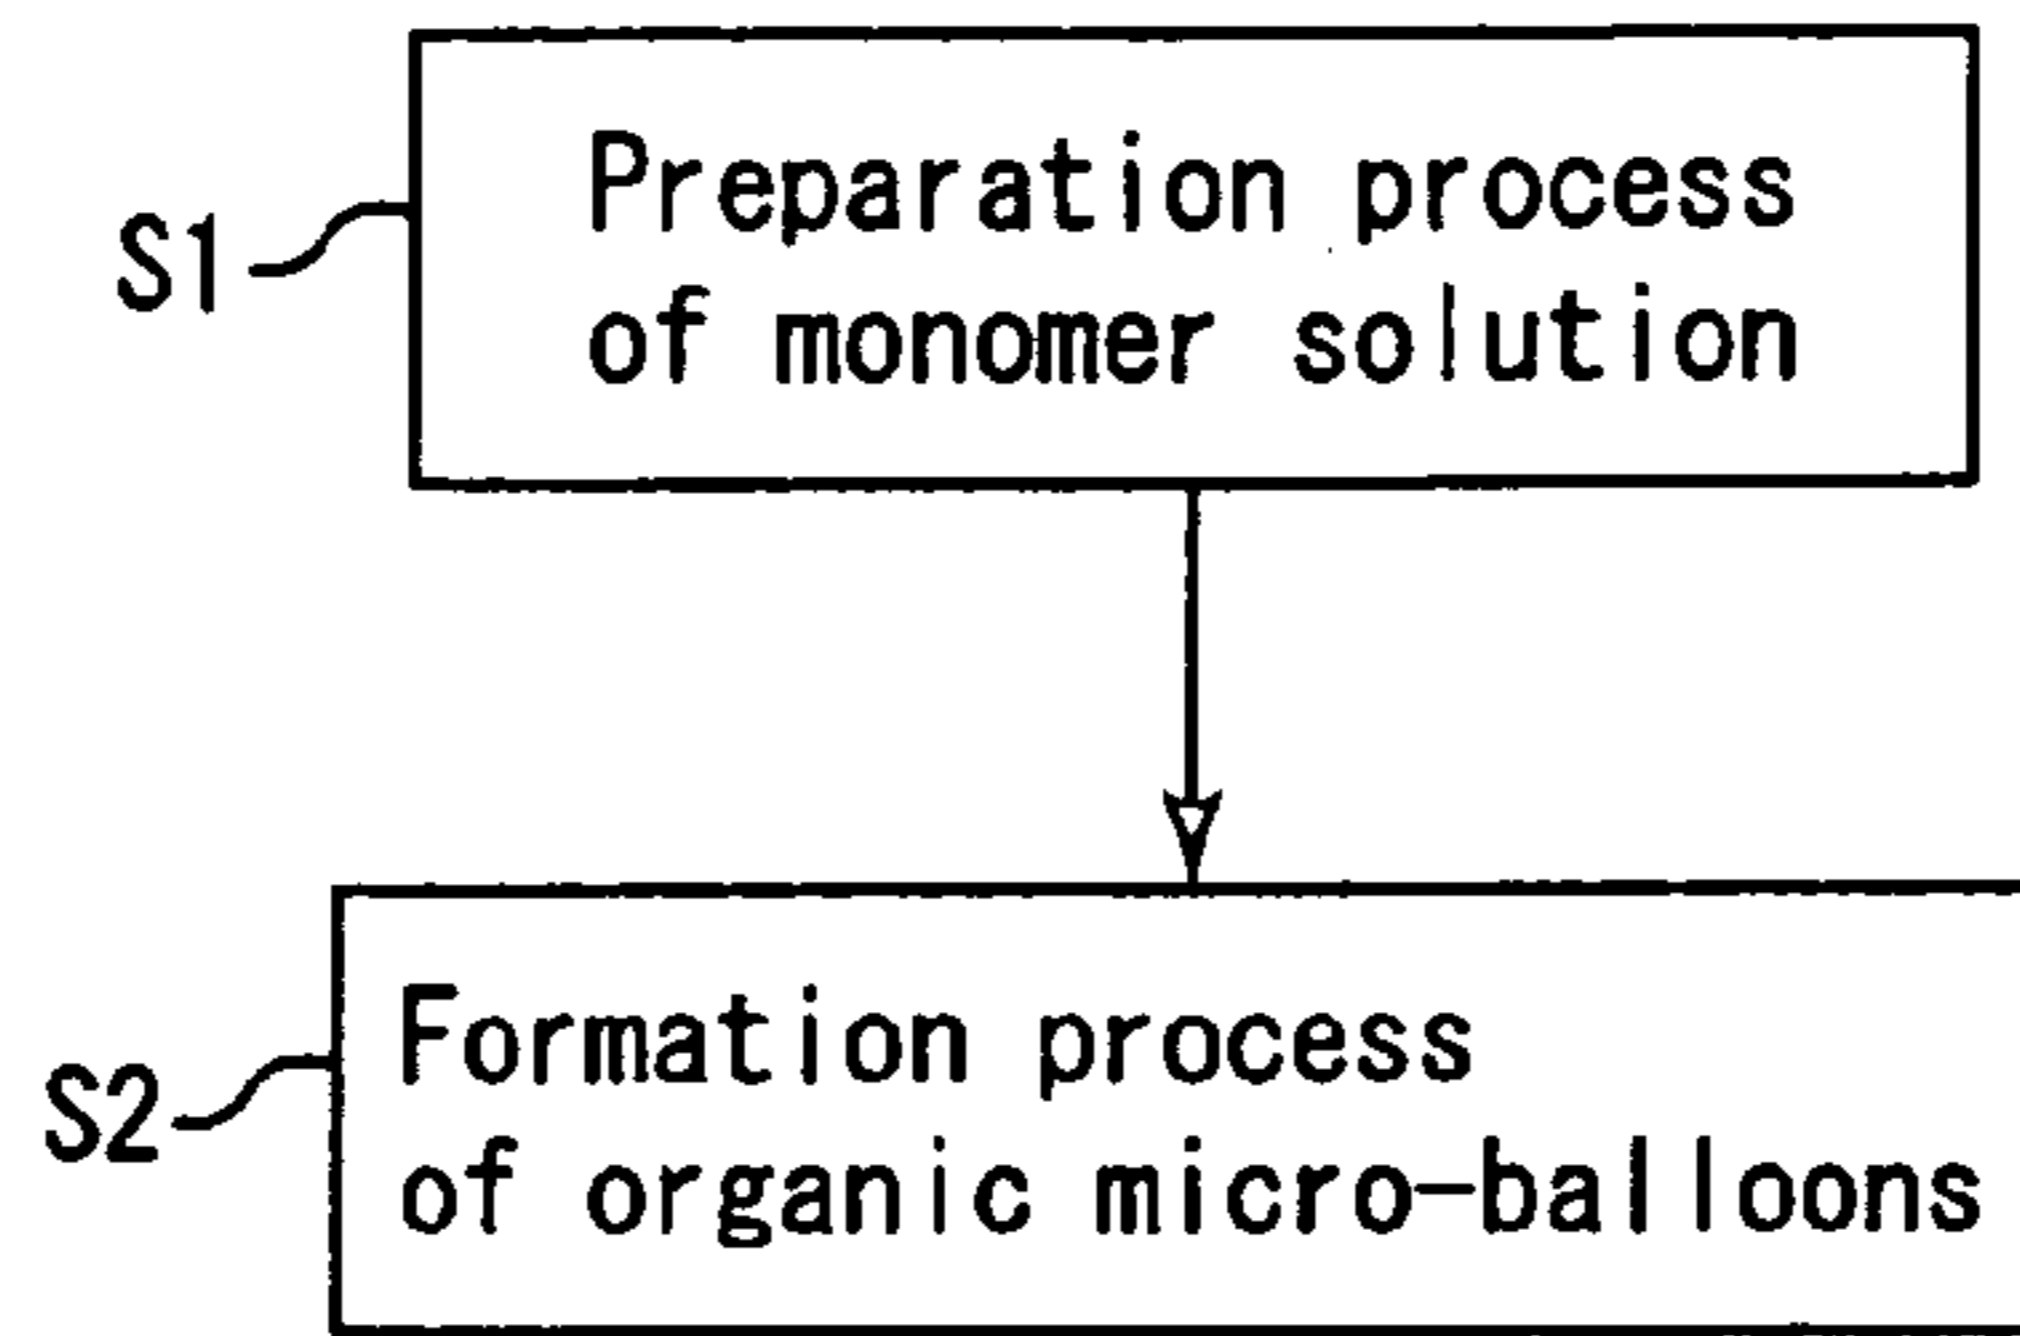 Preparation process
S1
of monomer solution
Formation process
S2
of organic micro-balloons